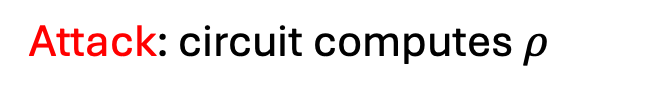 Attack: circuit computes ρ